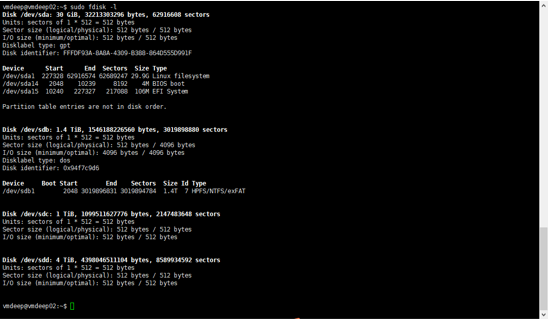 vmdeep@vmdeep02:~$ sudo fdisk -l
Disk /dev/sda: 30 GiB, 32213303296 bytes, 62916608 sectors
Units: sectors of 1 * 512 = 512 bytes
Sector size (logical/physical): 512 bytes / 512 bytes
I/O size (minimum/optimal): 512 bytes / 512 bytes
Disklabel type: gpt
Disk identifier: FFFDF93A-8A8A-4309-B388-864D555D991F
Device Start End Sectors Size Type
/dev/sda1 227328 62916574 62689247 29.9G Linux filesystem
/dev/sda14 2048 10239 8192 4M BIOS boot
/dev/sda15 10240 227327 217088 106M EFI System
Partition table entries are not in disk order.
Disk /dev/sdb: 1.4 TiB, 1546188226560 bytes, 3019898880 sectors
Units: sectors of 1 * 512 = 512 bytes
Sector size (logical/physical): 512 bytes / 4096 bytes
I/O size (minimum/optimal): 4096 bytes / 4096 bytes
Disklabel type: dos
Disk identifier: 0x94f7c9d6
Device Boot Start End Sectors Size Id Type
/dev/sdb1 2048 3019896831 3019894784 1.4T 7 HPFS/NTFS/exFAT
Disk /dev/sdc: 1 TiB, 1099511627776 bytes, 2147483648 sectors
Units: sectors of 1 * 512 = 512 bytes
Sector size (logical/physical): 512 bytes / 512 bytes
I/O size (minimum/optimal): 512 bytes / 512 bytes
Disk /dev/sdd: 4 TiB, 4398046511104 bytes, 8589934592 sectors
Units: sectors of 1 * 512 = 512 bytes
Sector size (logical/physical): 512 bytes / 512 bytes
I/O size (minimum/optimal): 512 bytes / 512 bytes
vmdeep@vmdeep02:~$